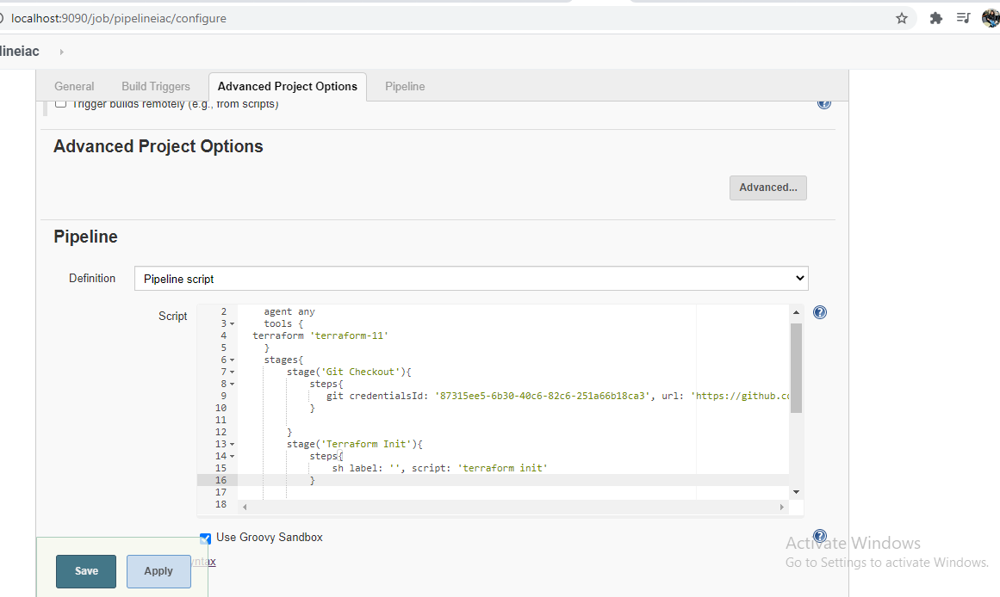 localhost:9090/job/pipelineiac/configure
lineiac
General Build Triggers Advanced Project Options Pipeline
Trigger builds remotely (e.g., from scripts)
Advanced Project Options
Advanced...
Pipeline
Definition Pipeline script
Script
2 agent any
3 tools {
4 terraform 'terraform-11'
5 }
6 stages{
7 stage('Git Checkout'){
8 steps{
9 git credentialsId: '87315ee5-6b30-40c6-82c6-251a66b18ca3', url: 'https://github.co
10 }
11
12 }
13 stage('Terraform Init'){
14 steps{
15 sh label: '', script: 'terraform init'
16 }
17
18
Use Groovy Sandbox
ntax
Save Apply
Activate Windows
Go to Settings to activate Windows.